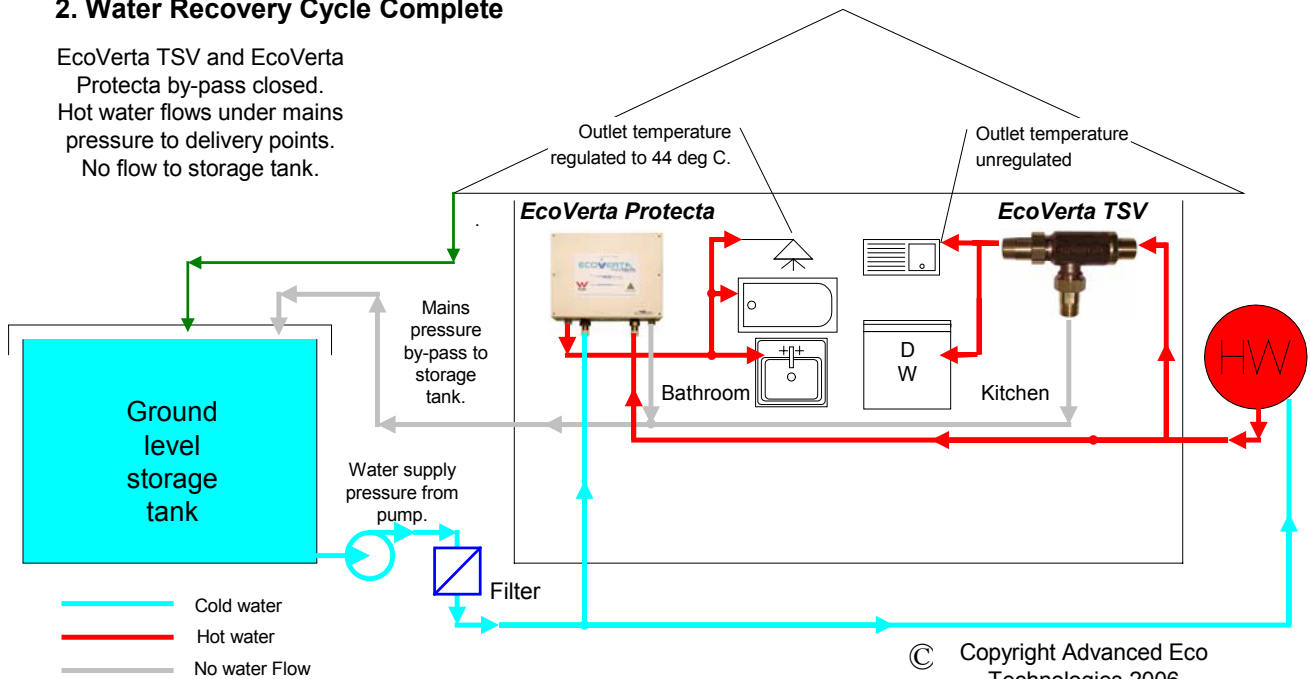 2. Water Recovery Cycle Complete
EcoVerta TSV and EcoVerta
Protecta by-pass closed.
Hot water flows under mains
pressure to delivery points.
No flow to storage tank.
Outlet temperature
regulated to 44 deg C.
Outlet temperature
unregulated
EcoVerta Protecta
EcoVerta TSV
ECOVERTA
Mains
pressure
by-pass to
storage
tank.
Bathroom
D
W
Kitchen
HW
Ground
level
storage
tank
Water supply
pressure from
pump.
Filter
Cold water
Hot water
No water Flow
© Copyright Advanced Eco
Technologies 2006